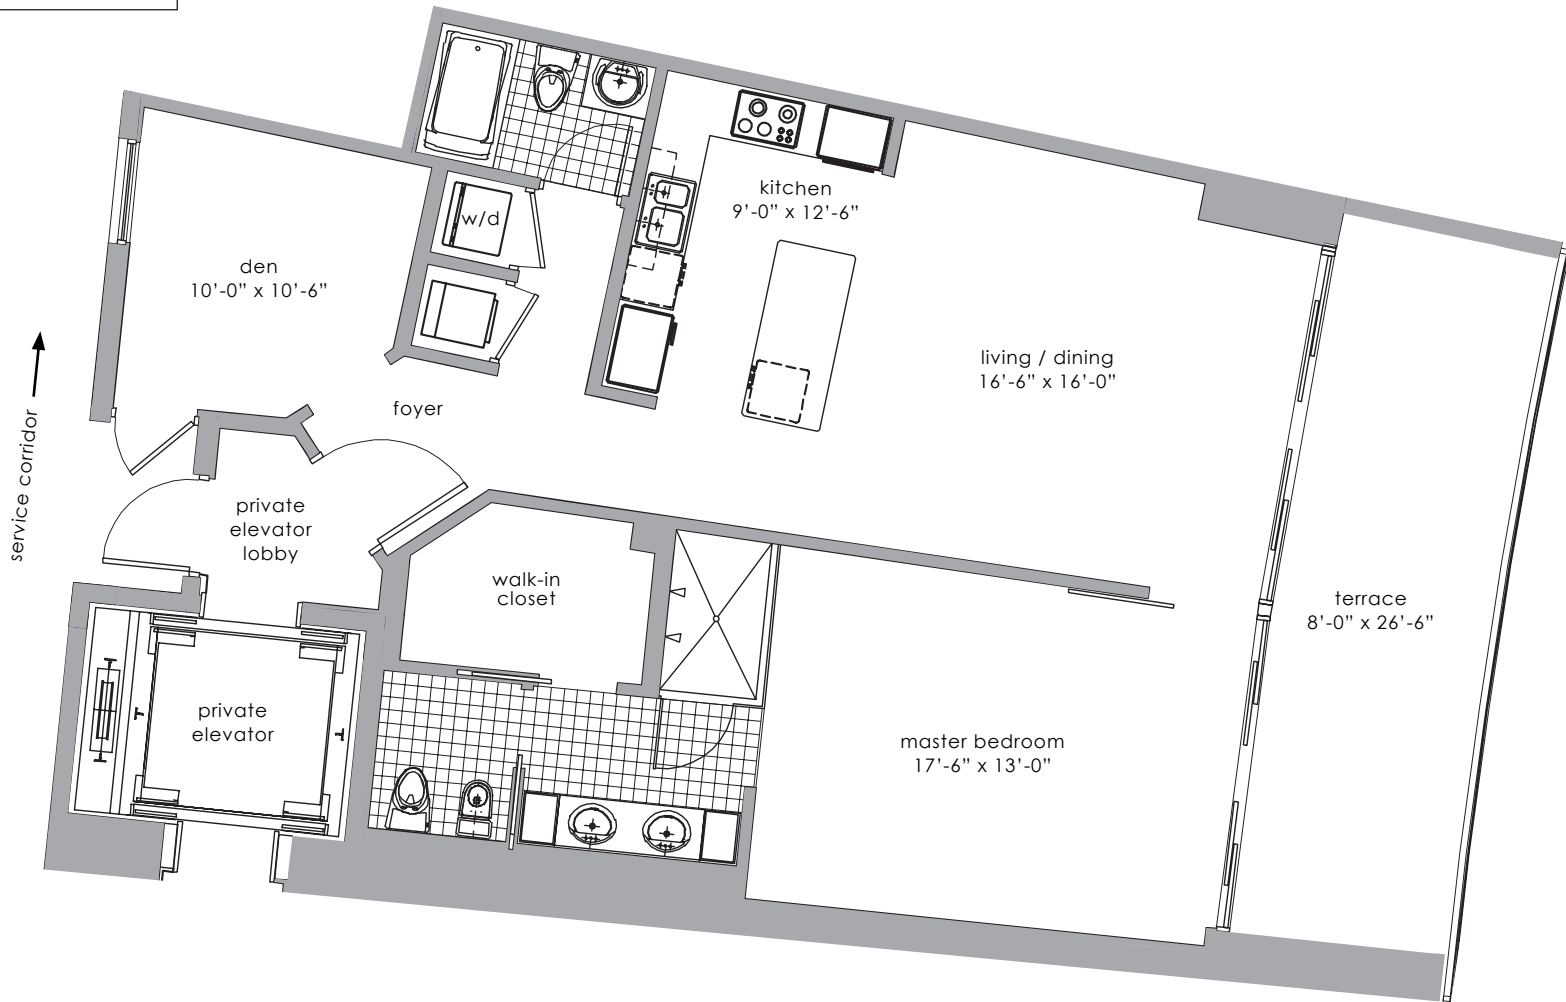 kitchen
9'-0” x 12'-6”
w/d
den
10'-0” x 10'-6”
living / dining
16'-6” x 16'-0”
foyer
service corridor
private
elevator
lobby
walk-in
closet
terrace
8'-0” x 26'-6”
private
elevator
master bedroom
17'-6” x 13'-0”